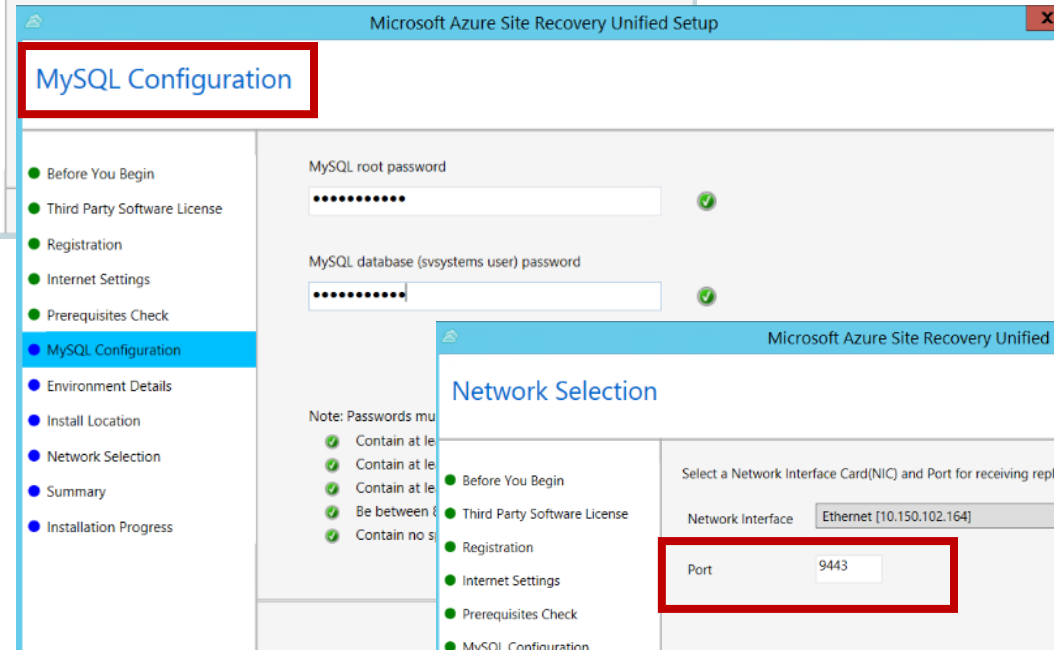 Microsoft Azure Site Recovery Unified Setup
x
MySQL Configuration
Before You Begin
Third Party Software License
Registration
Internet Settings
Prerequisites Check
MySQL Configuration
Environment Details
Install Location
Network Selection
Summary
Installation Progress
MySQL root password
•••••••••••
MySQL database (svsystems user) password
•••••••••••
Note: Passwords mu
Contain at le
Contain at le
Contain at le
Be between 8
Contain no s
Microsoft Azure Site Recovery Unified
Network Selection
Before You Begin
Third Party Software License
Registration
Internet Settings
Prerequisites Check
MySQL Configuration
Select a Network Interface Card(NIC) and Port for receiving repl
Network Interface Ethernet [10.150.102.164]
Port 9443